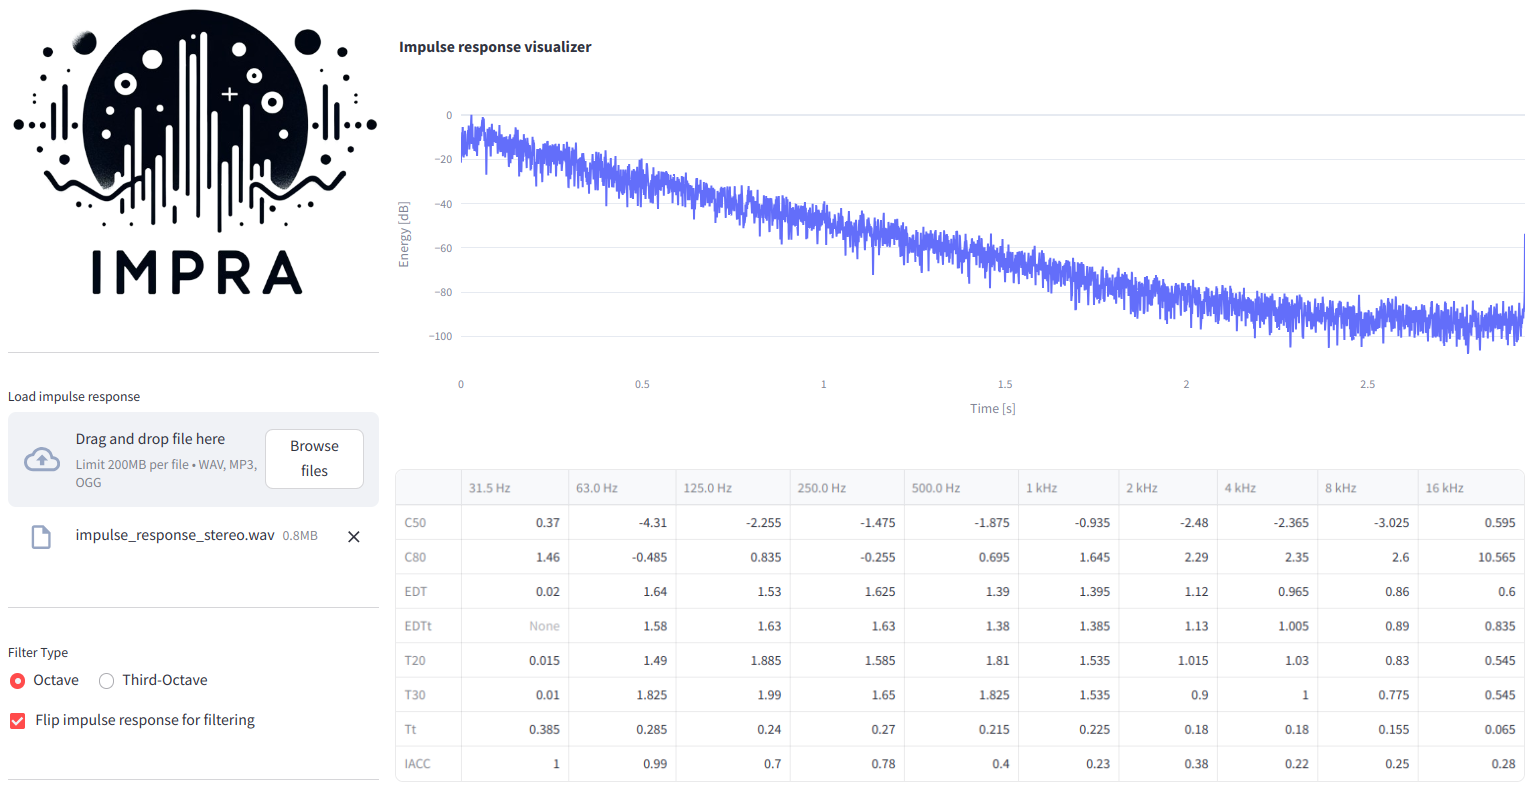 IMPRA
Load impulse response
Drag and drop file here
Limit 200MB per file • WAV, MP3,
OGG
Browse
files
impulse_response_stereo.wav 0.8MB
Filter Type
Octave Third-Octave
Flip impulse response for filtering
Impulse response visualizer
Energy [dB]
0
−20
−40
−60
−80
−100
0 0.5 1 1.5 2 2.5
Time [s]
31.5 Hz 63.0 Hz 125.0 Hz 250.0 Hz 500.0 Hz 1 kHz 2 kHz 4 kHz 8 kHz 16 kHz
C50 0.37 -4.31 -2.255 -1.475 -1.875 -0.935 -2.48 -2.365 -3.025 0.595
C80 1.46 -0.485 0.835 -0.255 0.695 1.645 2.29 2.35 2.6 10.565
EDT 0.02 1.64 1.53 1.625 1.39 1.395 1.12 0.965 0.86 0.6
EDTt None 1.58 1.63 1.63 1.38 1.385 1.13 1.005 0.89 0.835
T20 0.015 1.49 1.885 1.585 1.81 1.535 1.015 1.03 0.83 0.545
T30 0.01 1.825 1.99 1.65 1.825 1.535 0.9 1 0.775 0.545
Tt 0.385 0.285 0.24 0.27 0.215 0.225 0.18 0.18 0.155 0.065
IACC 1 0.99 0.7 0.78 0.4 0.23 0.38 0.22 0.25 0.28